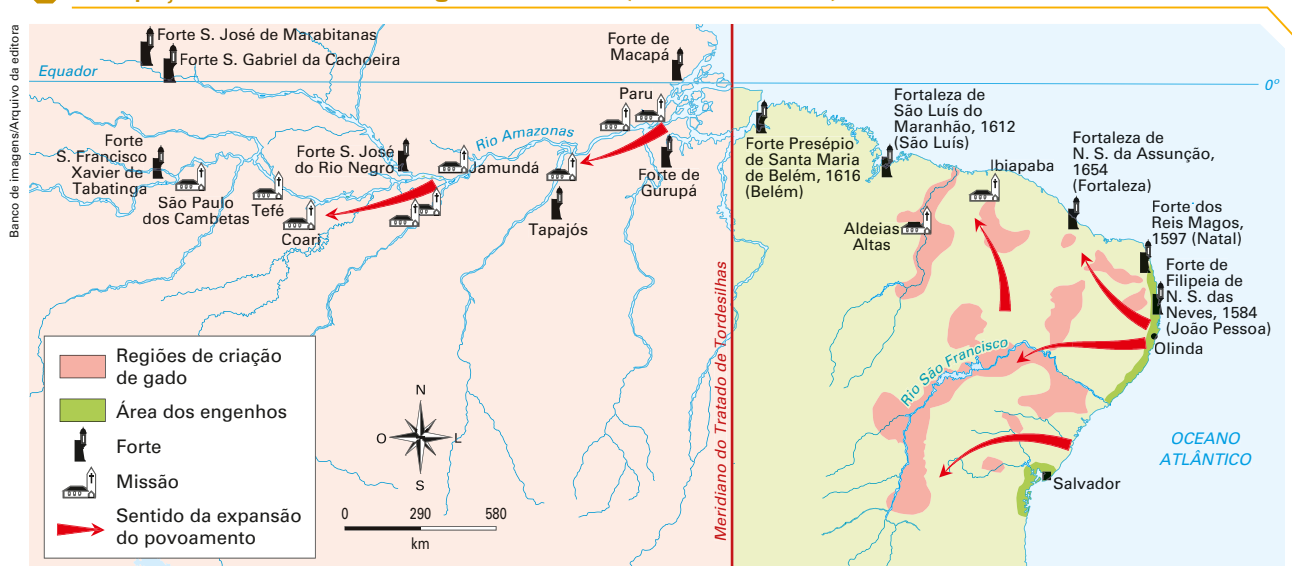 Banco de imagens/Arquivo da editora
Forte S. José de Marabitanas
Forte S. Gabriel da Cachoeira
Equador
0º
Forte de
Macapá
Paru
Rio Amazonas
Forte
S. Francisco
Xavier de
Tabatinga
São Paulo
dos Cambetas
Tefé
Coari
Forte S. José
do Rio Negro
Jamundá
Tapajós
Forte de
Gurupá
Meridiano do Tratado de Tordesilhas
Forte Presépio
de Santa Maria
de Belém, 1616
(Belém)
Fortaleza de
São Luís do
Maranhão, 1612
(São Luís)
Ibiapaba
Fortaleza de
N. S. da Assunção,
1654
(Fortaleza)
Aldeias
Altas
Forte dos
Reis Magos,
1597 (Natal)
Forte de
Filipeia de
N. S. das
Neves, 1584
(João Pessoa)
Olinda
Rio São Francisco
Salvador
OCEANO
ATLÂNTICO
Regiões de criação
de gado
Área dos engenhos
Forte
Missão
Sentido da expansão
do povoamento
N
O
L
S
0 290 580
km